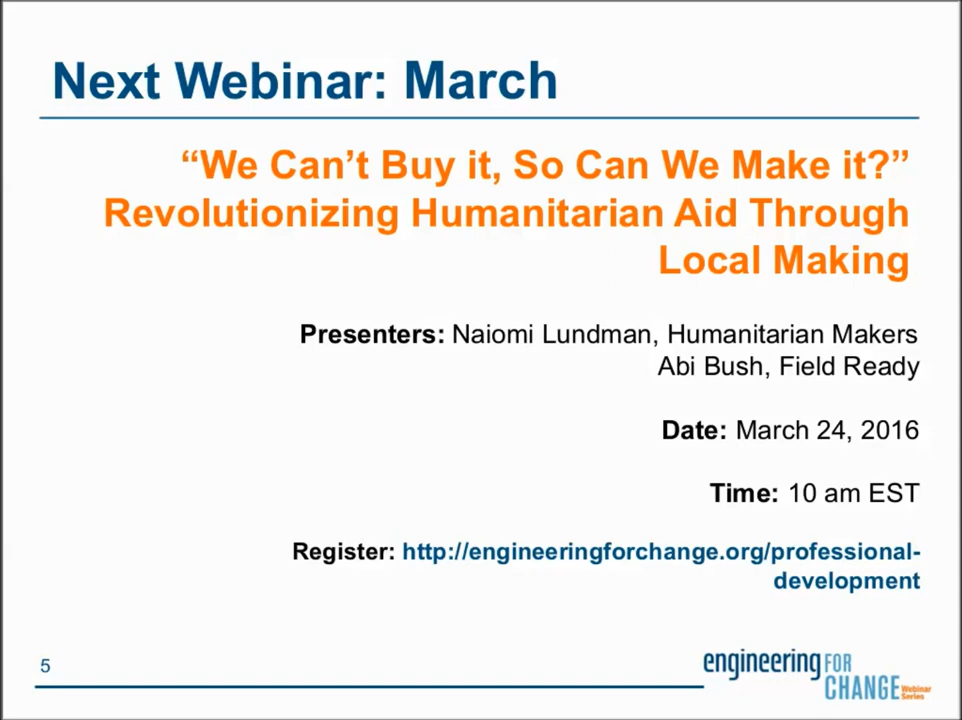 Next Webinar: March
“We Can’t Buy it, So Can We Make it?”
Revolutionizing Humanitarian Aid Through
Local Making
Presenters: Naiomi Lundman, Humanitarian Makers
Abi Bush, Field Ready
Date: March 24, 2016
Time: 10 am EST
Register: http://engineeringforchange.org/professional-
development
5
engineering FOR
CHANGE Webinar
Series